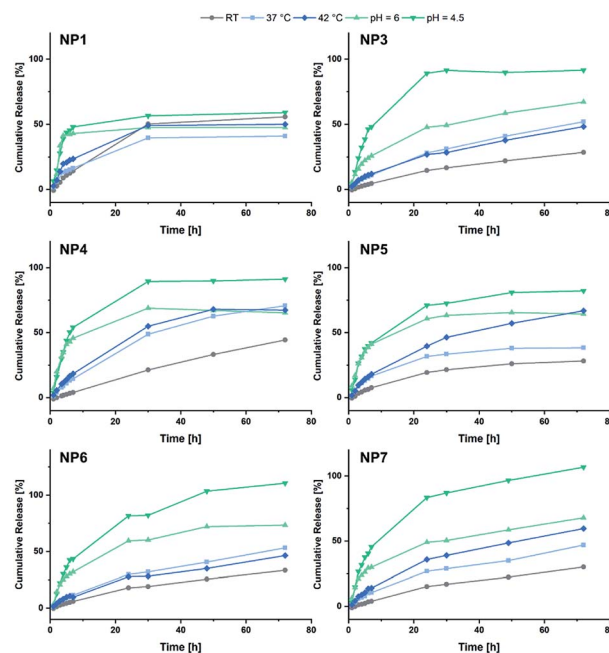 RT 37 °C 42 °C pH = 6 pH = 4.5
NP1
Cumulative Release [%]
100
50
0
0 20 40 60 80
Time [h]
NP3
Cumulative Release [%]
100
50
0
0 20 40 60 80
Time [h]
NP4
Cumulative Release [%]
100
50
0
0 20 40 60 80
Time [h]
NP5
Cumulative Release [%]
100
50
0
0 20 40 60 8
Time [h]
NP6
Cumulative Release [%]
100
50
0
0 20 40 60 80
Time [h]
NP7
Cumulative Release [%]
100
50
0
0 20 40 60 80
Time [h]